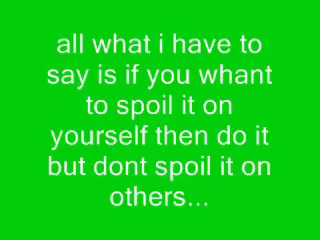 all what i have to
say is if you whant
to spoil it on
yourself then do it
but dont spoil it on
others...